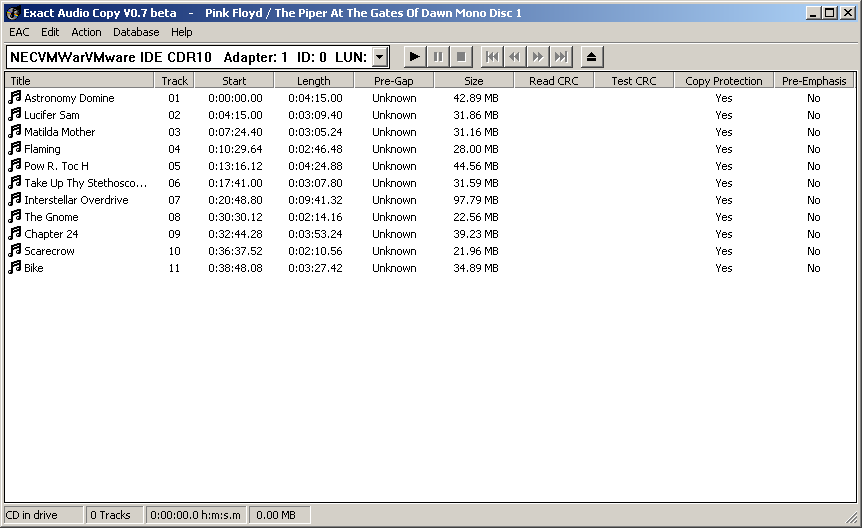 Exact Audio Copy V0.7 beta - Pink Floyd / The Piper At The Gates Of Dawn Mono Disc 1
EAC Edit Action Database Help
NECVMWarVMware IDE CDR10 Adapter: 1 ID: 0 LUN:
Title Track Start Length Pre-Gap Size Read CRC Test CRC Copy Protection Pre-Emphasis
Astronomy Domine 01 0:00:00.00 0:04:15.00 Unknown 42.89 MB Yes No
Lucifer Sam 02 0:04:15.00 0:03:09.40 Unknown 31.86 MB Yes No
Matilda Mother 03 0:07:24.40 0:03:05.24 Unknown 31.16 MB Yes No
Flaming 04 0:10:29.64 0:02:46.48 Unknown 28.00 MB Yes No
Pow R. Toc H 05 0:13:16.12 0:04:24.88 Unknown 44.56 MB Yes No
Take Up Thy Stethosco... 06 0:17:41.00 0:03:07.80 Unknown 31.59 MB Yes No
Interstellar Overdrive 07 0:20:48.80 0:09:41.32 Unknown 97.79 MB Yes No
The Gnome 08 0:30:30.12 0:02:14.16 Unknown 22.56 MB Yes No
Chapter 24 09 0:32:44.28 0:03:53.24 Unknown 39.23 MB Yes No
Scarecrow 10 0:36:37.52 0:02:10.56 Unknown 21.96 MB Yes No
Bike 11 0:38:48.08 0:03:27.42 Unknown 34.89 MB Yes No
CD in drive 0 Tracks 0:00:00.0 h:m:s.m 0.00 MB